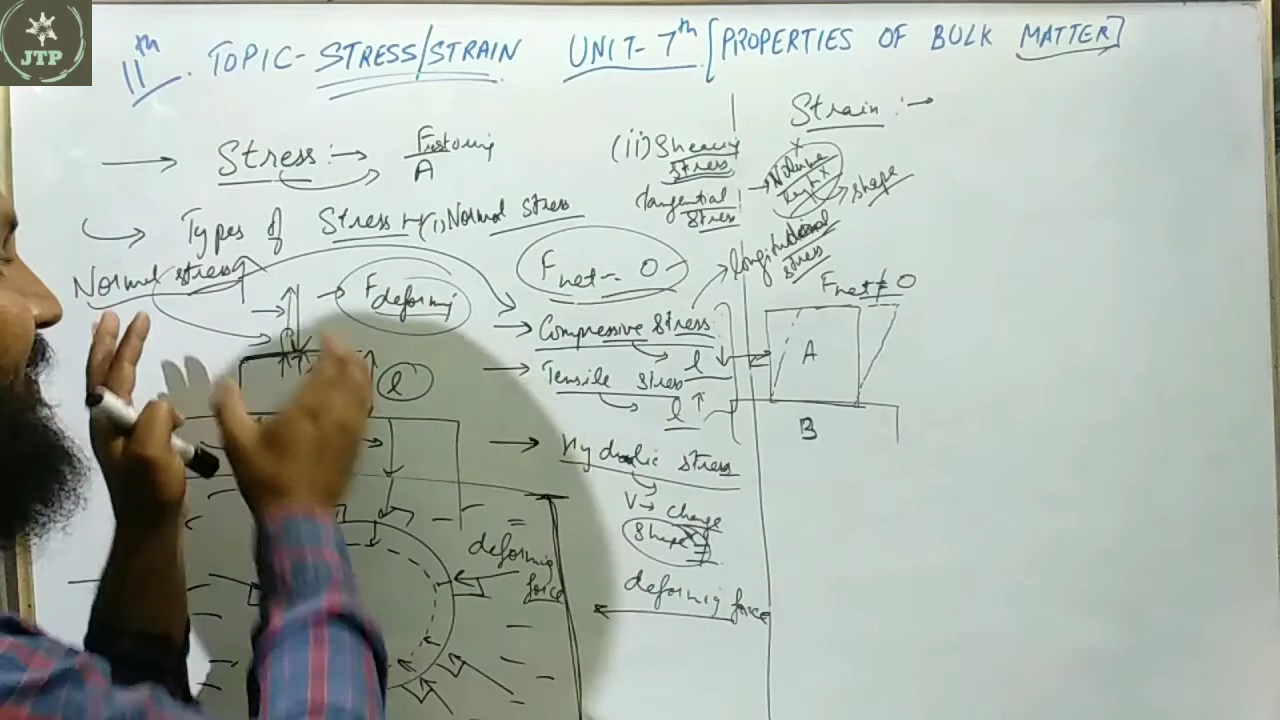 JTP
11th. TOPIC- STRESS/STRAIN UNIT- 7th [PROPERTIES OF BULK MATTER]
→ Stress :→ Frestoring
A
Types of Stress (i) Normal stress
Normal stress
Fdeforming
l
(ii) Shearing
Stress
tangential
stress
Fnet = 0
→ Compressive Stress
l ↓
→ Tensile stress
l ↑
→ Hydraulic stress
V → change
Shape
deforming force
deforming
force
Strain :→
→ Volume x
shape
longitudinal
stress
Fnet ≠ 0
A
B